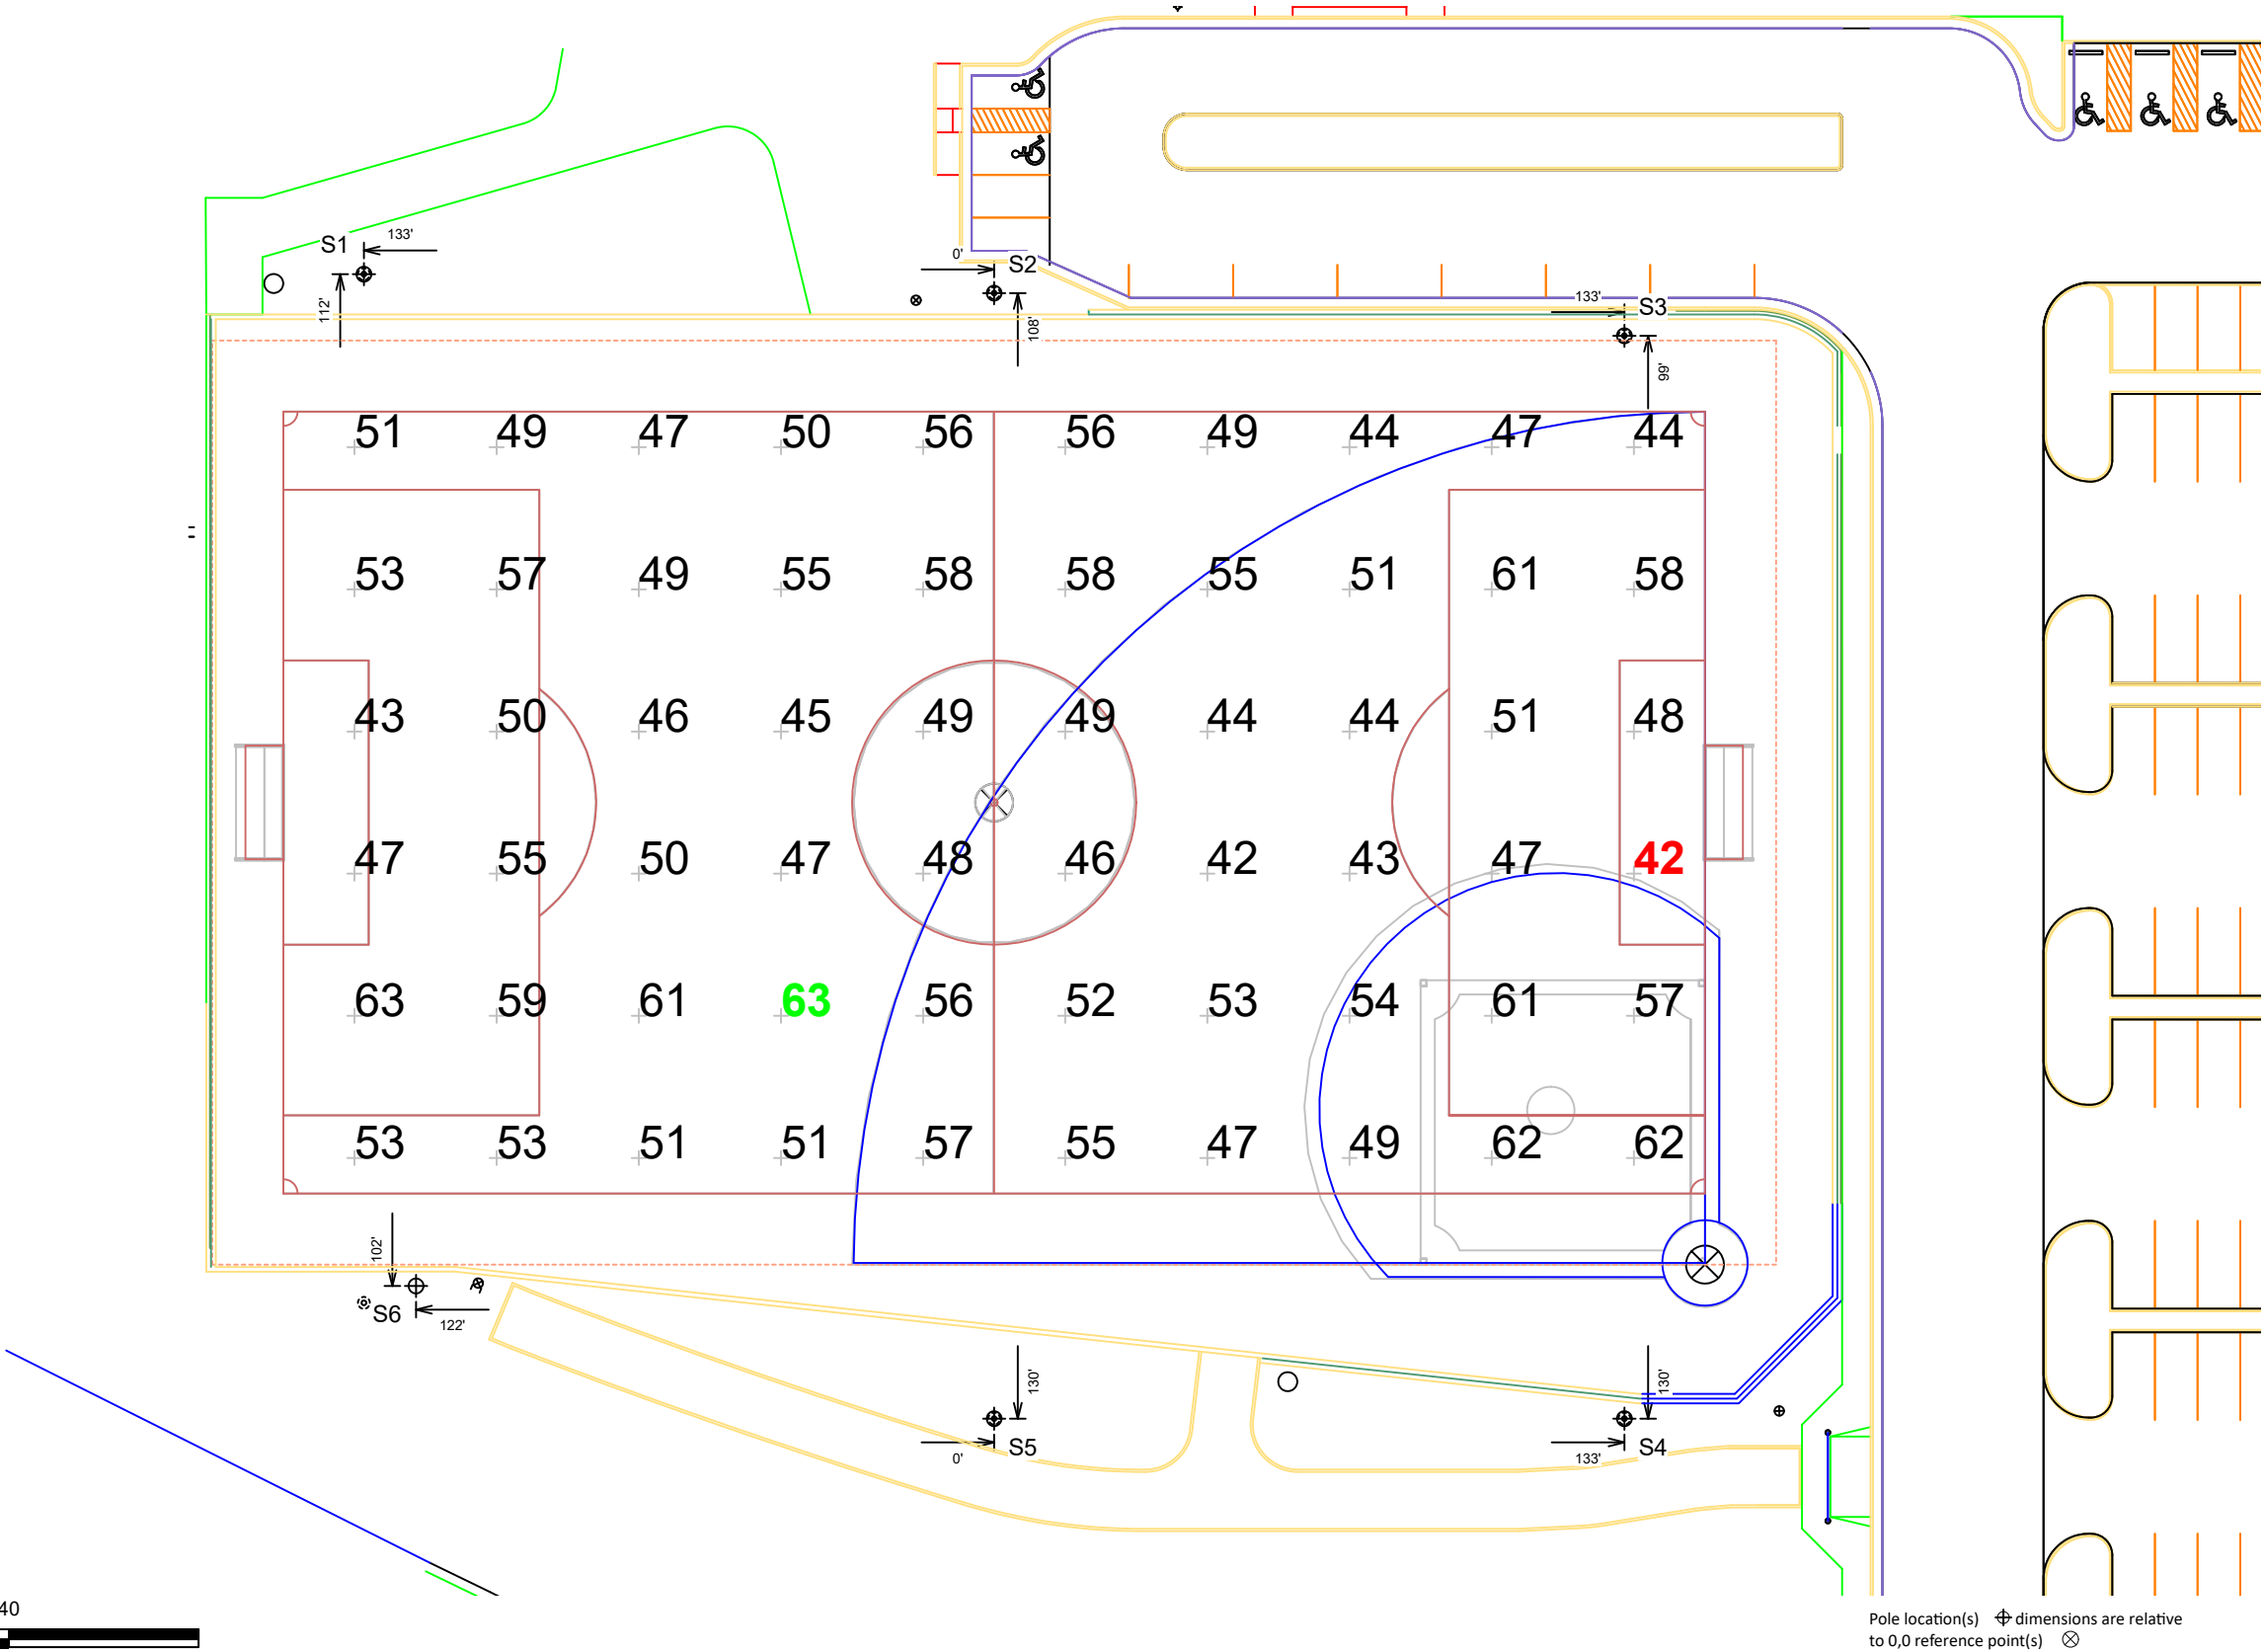 S1
133'
112'
0'
S2
108'
133'
S3
99'
51 49 47 50 56 56 49 44 47 44
53 57 49 55 58 58 55 51 61 58
43 50 46 45 49 49 44 44 51 48
47 55 50 47 48 46 42 43 47 42
63 59 61 63 56 52 53 54 61 57
53 53 51 51 57 55 47 49 62 62
102'
S6
122'
130'
0'
S5
130'
133'
S4
40
Pole location(s) dimensions are relative
to 0,0 reference point(s)